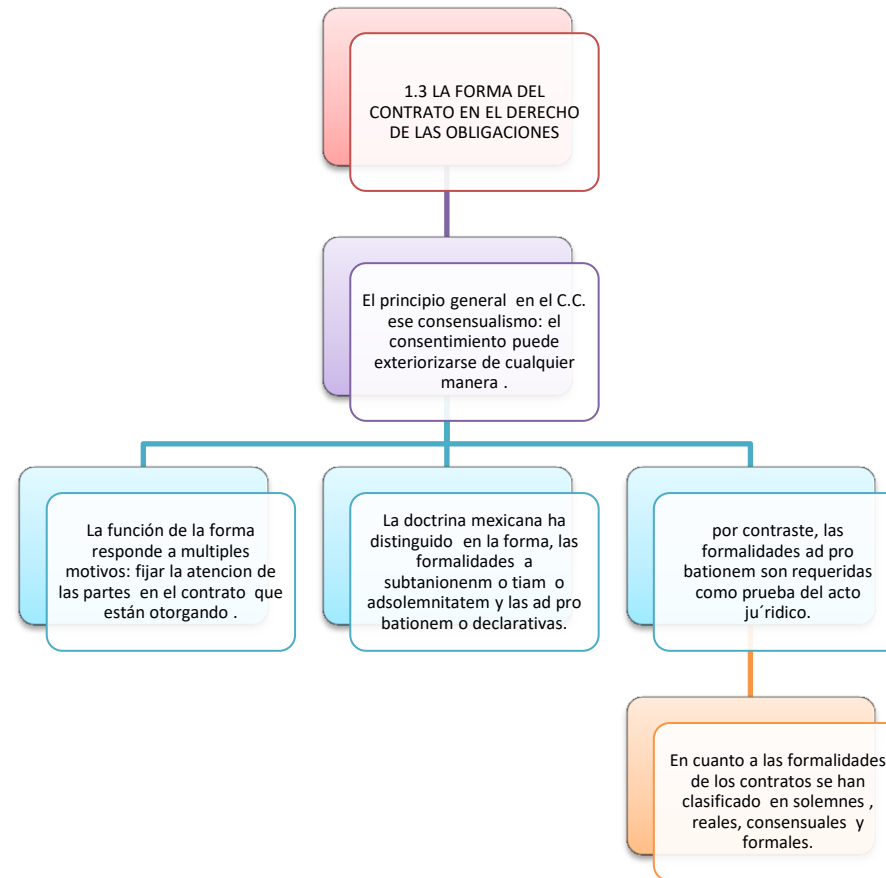 1.3 LA FORMA DEL
CONTRATO EN EL DERECHO
DE LAS OBLIGACIONES
El principio general en el C.C.
ese consensualismo: el
consentimiento puede
exteriorizarse de cualquier
manera .
La función de la forma
responde a multiples
motivos: fijar la atencion de
las partes en el contrato que
están otorgando .
La doctrina mexicana ha
distinguido en la forma, las
formalidades a
subtanionenm o tiam o
adsolemnitatem y las ad pro
bationem o declarativas.
por contraste, las
formalidades ad pro
bationem son requeridas
como prueba del acto
ju´ridico.
En cuanto a las formalidades
de los contratos se han
clasificado en solemnes ,
reales, consensuales y
formales.